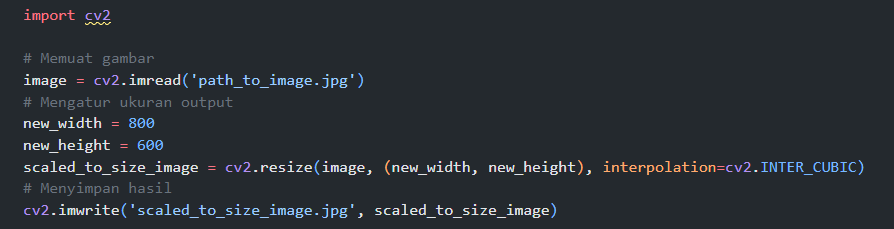 import cv2
# Memuat gambar
image = cv2.imread('path_to_image.jpg')
# Mengatur ukuran output
new_width = 800
new_height = 600
scaled_to_size_image = cv2.resize(image, (new_width, new_height), interpolation=cv2.INTER_CUBIC)
# Menyimpan hasil
cv2.imwrite('scaled_to_size_image.jpg', scaled_to_size_image)